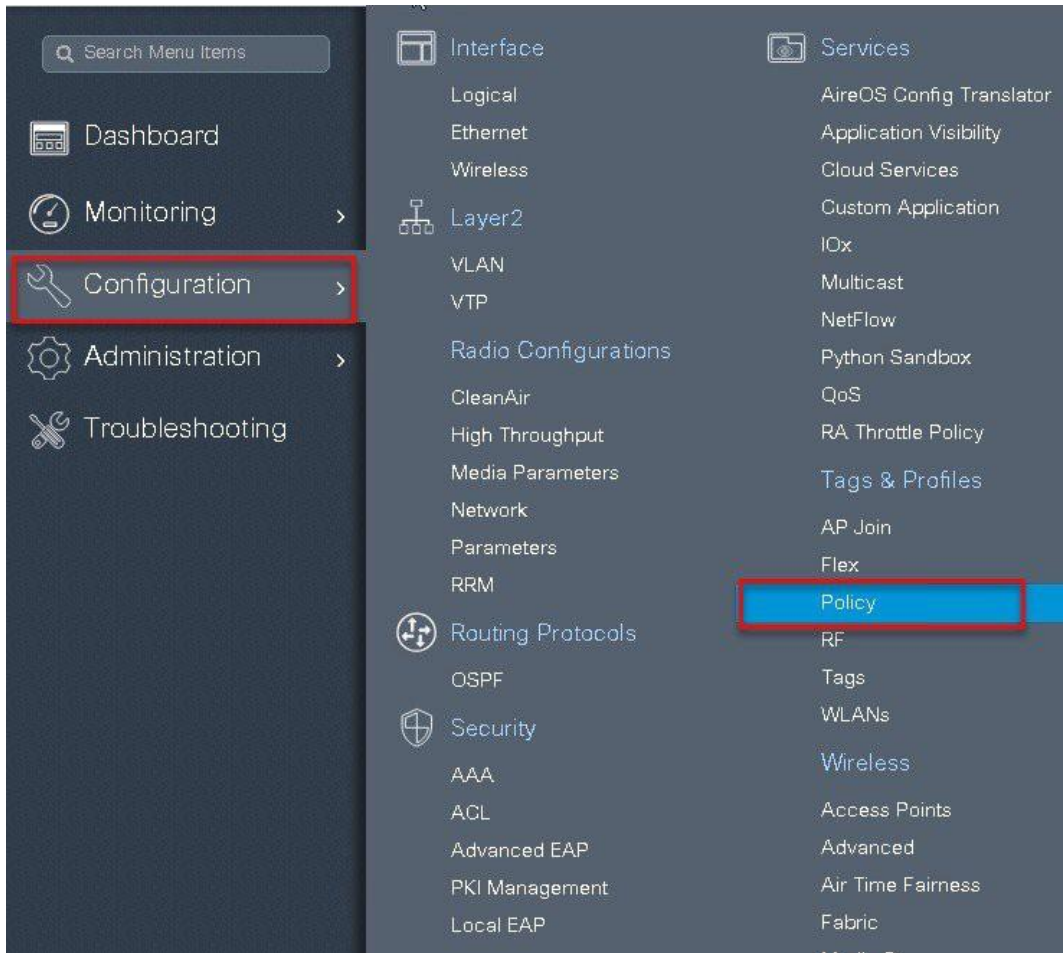 Search Menu Items
Dashboard
Monitoring
Configuration
Administration
Troubleshooting
Interface
Logical
Ethernet
Wireless
Layer2
VLAN
VTP
Radio Configurations
CleanAir
High Throughput
Media Parameters
Network
Parameters
RRM
Routing Protocols
OSPF
Security
AAA
ACL
Advanced EAP
PKI Management
Local EAP
Services
AireOS Config Translator
Application Visibility
Cloud Services
Custom Application
IOx
Multicast
NetFlow
Python Sandbox
QoS
RA Throttle Policy
Tags & Profiles
AP Join
Flex
Policy
RF
Tags
WLANs
Wireless
Access Points
Advanced
Air Time Fairness
Fabric